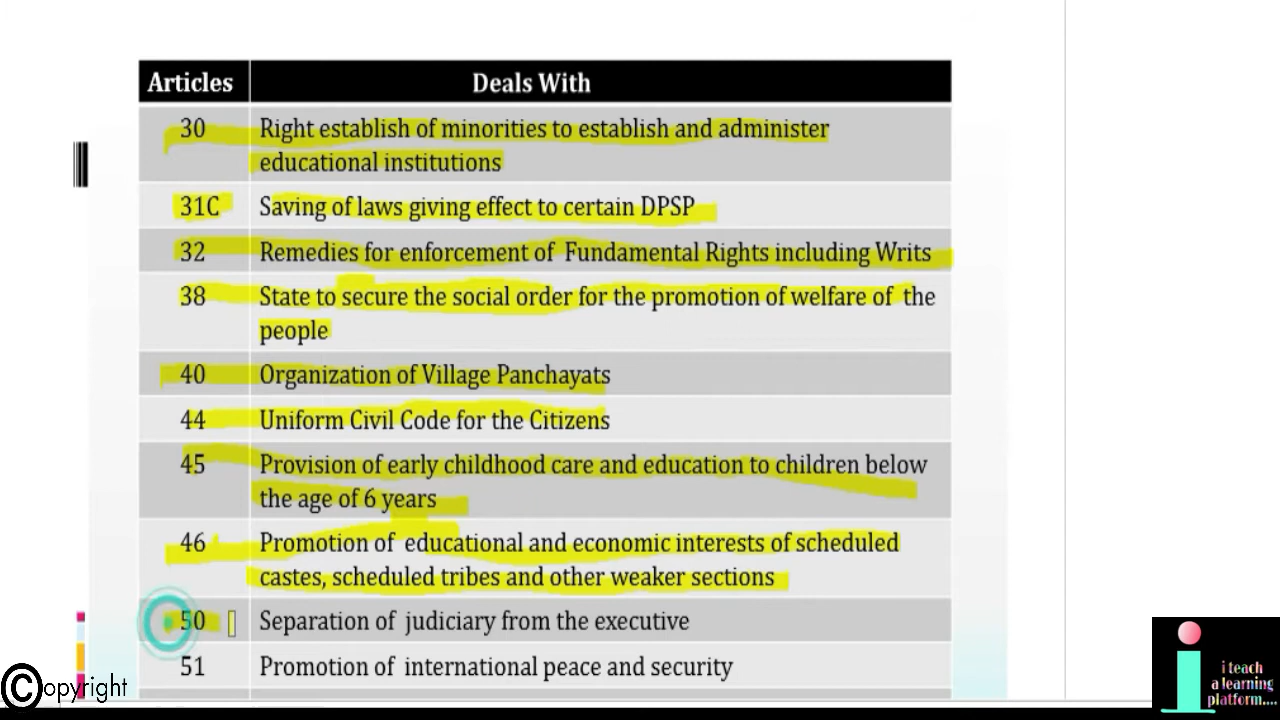 Articles Deals With
30 Right establish of minorities to establish and administer
educational institutions
31C Saving of laws giving effect to certain DPSP
32 Remedies for enforcement of Fundamental Rights including Writs
38 State to secure the social order for the promotion of welfare of the
people
40 Organization of Village Panchayats
44 Uniform Civil Code for the Citizens
45 Provision of early childhood care and education to children below
the age of 6 years
46 Promotion of educational and economic interests of scheduled
castes, scheduled tribes and other weaker sections
50 Separation of judiciary from the executive
51 Promotion of international peace and security
©opyright
i teach
a learning
platform....